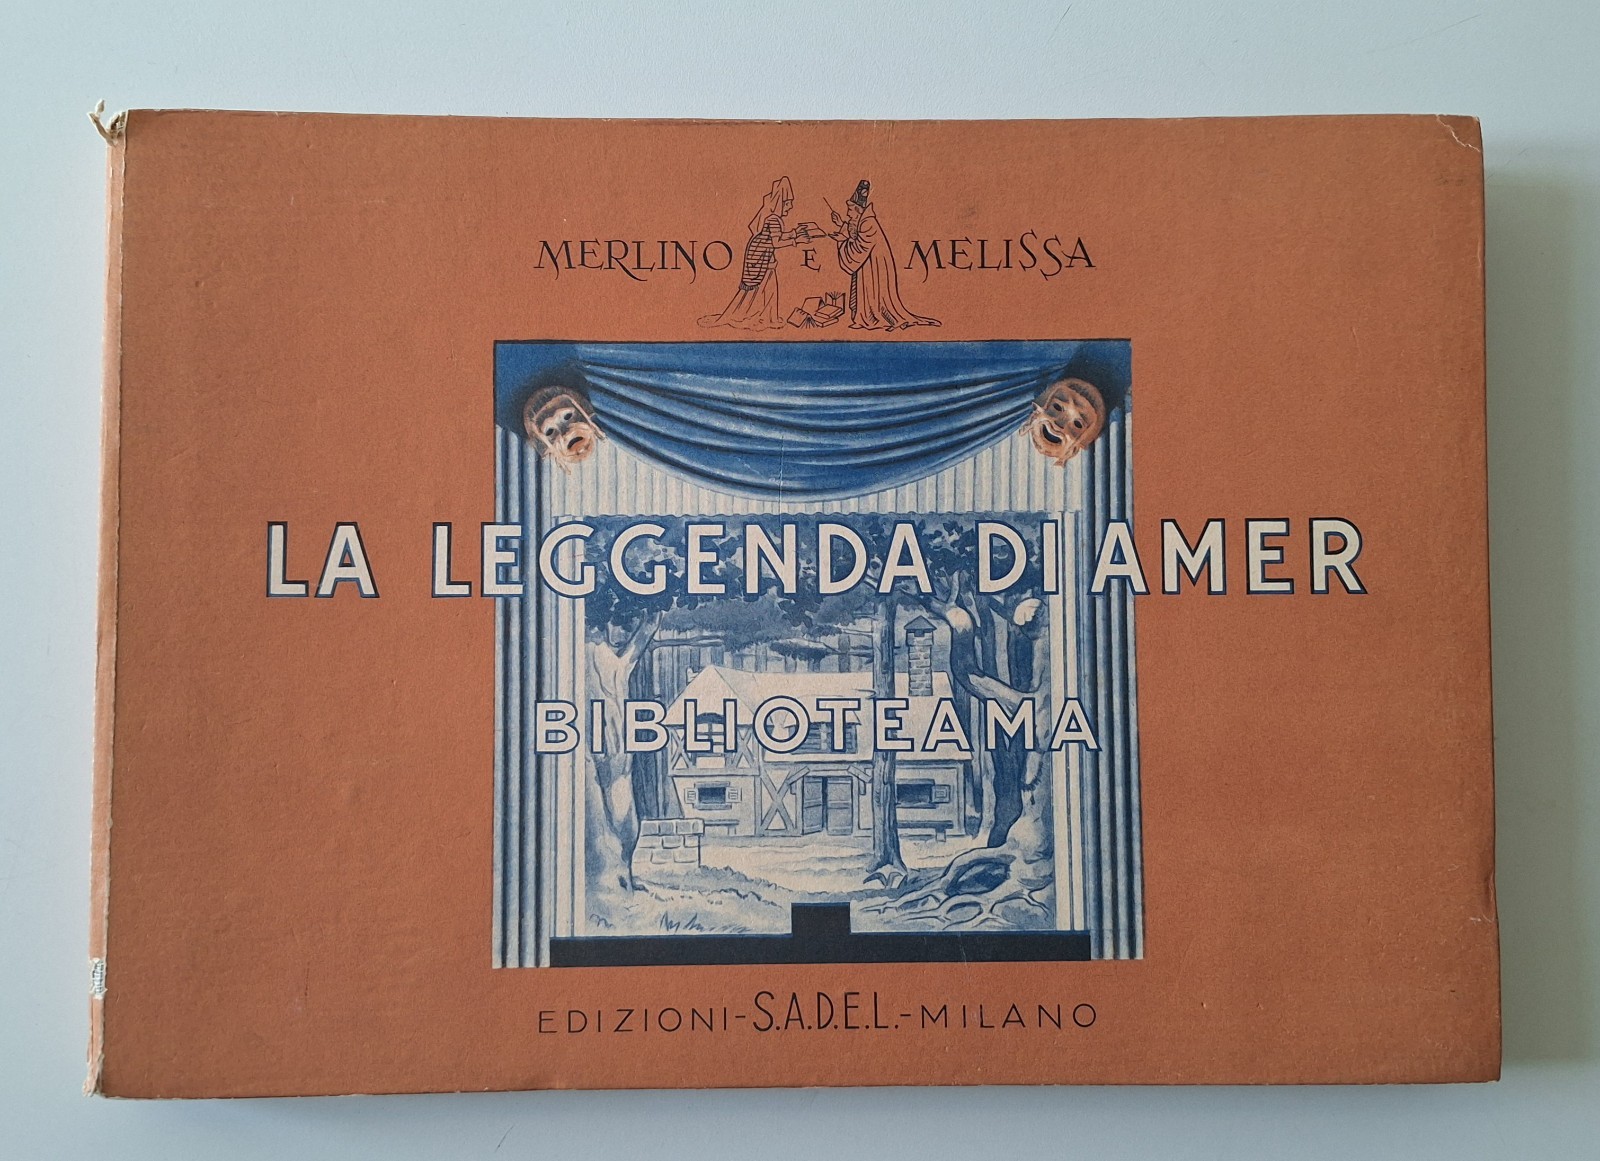 MERLINO E MELISSA
LA LEGGENDA DI AMER
BIBLIOTEAMA
EDIZIONI-S.A.D.E.L.-MILANO